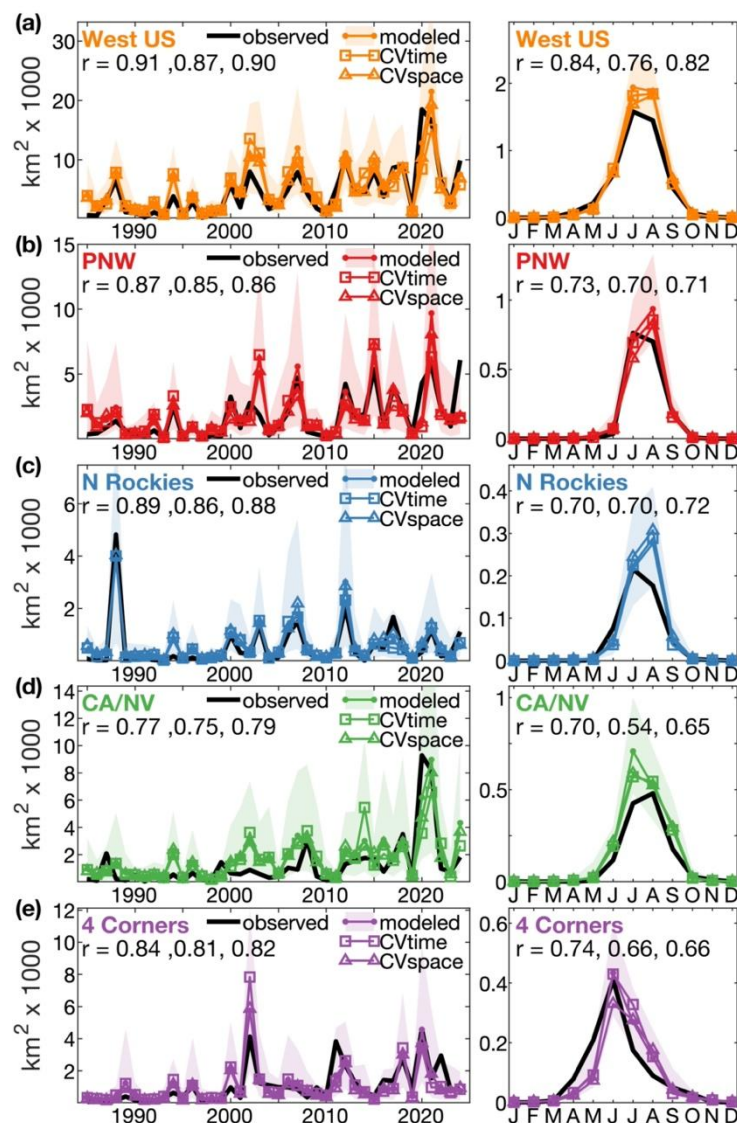 (a)
West US
observed
modeled
CVtime
CVspace
r = 0.91 ,0.87, 0.90
km² x 1000
30
20
10
1990 2000 2010 2020
West US
r = 0.84, 0.76, 0.82
2
1
0
J F M A M J J A S O N D
(b)
PNW
observed
modeled
CVtime
CVspace
r = 0.87, 0.85, 0.86
km² x 1000
15
10
5
1990 2000 2010 2020
PNW
r = 0.73, 0.70, 0.71
1
0.5
0
J F M A M J J A S O N D
(c)
N Rockies
observed
modeled
CVtime
CVspace
r = 0.89, 0.86, 0.88
km² x 1000
6
4
2
1990 2000 2010 2020
N Rockies
r = 0.70, 0.70, 0.72
0.4
0.3
0.2
0.1
0
J F M A M J J A S O N D
(d)
CA/NV
observed
modeled
CVtime
CVspace
r = 0.77 ,0.75, 0.79
km² x 1000
14
12
10
8
6
4
2
1990 2000 2010 2020
CA/NV
r = 0.70, 0.54, 0.65
1
0.5
0
J F M A M J J A S O N D
(e)
4 Corners
observed
modeled
CVtime
CVspace
r = 0.84, 0.81, 0.82
km² x 1000
12
10
8
6
4
2
1990 2000 2010 2020
4 Corners
r = 0.74, 0.66, 0.66
0.6
0.4
0.2
0
J F M A M J J A S O N D